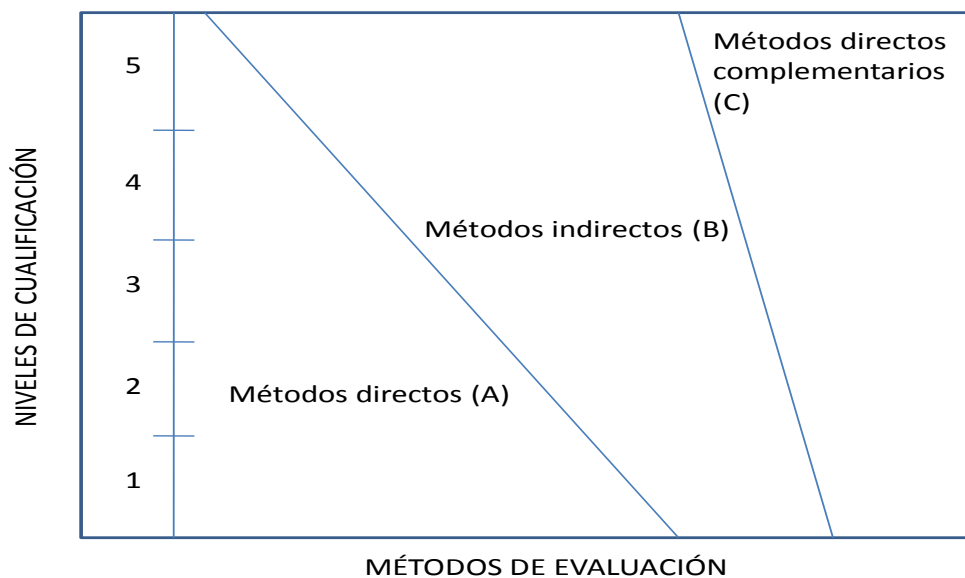 Métodos directos
complementarios
(C)
5
4
Métodos indirectos (B)
3
2
Métodos directos (A)
1
NIVELES DE CUALIFICACIÓN
MÉTODOS DE EVALUACIÓN